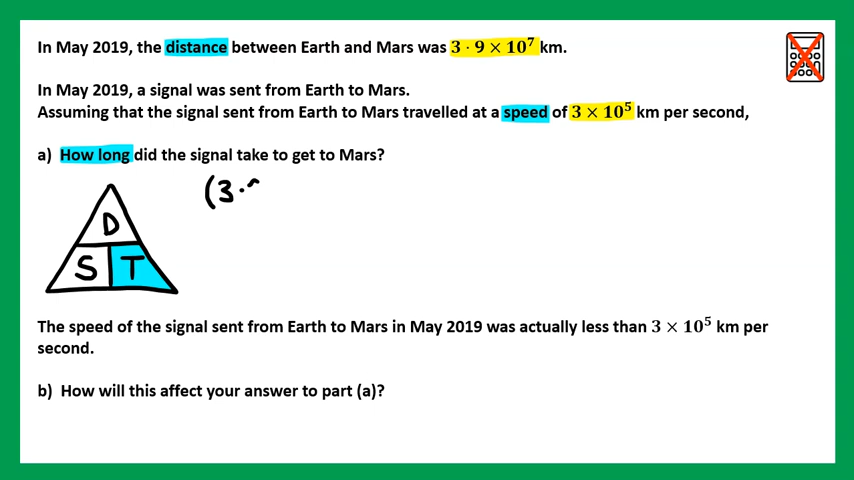 In May 2019, the distance between Earth and Mars was 3 · 9 × 10⁷ km.
In May 2019, a signal was sent from Earth to Mars.
Assuming that the signal sent from Earth to Mars travelled at a speed of 3 × 10⁵ km per second,
a) How long did the signal take to get to Mars?
(3·
D
S T
The speed of the signal sent from Earth to Mars in May 2019 was actually less than 3 × 10⁵ km per
second.
b) How will this affect your answer to part (a)?